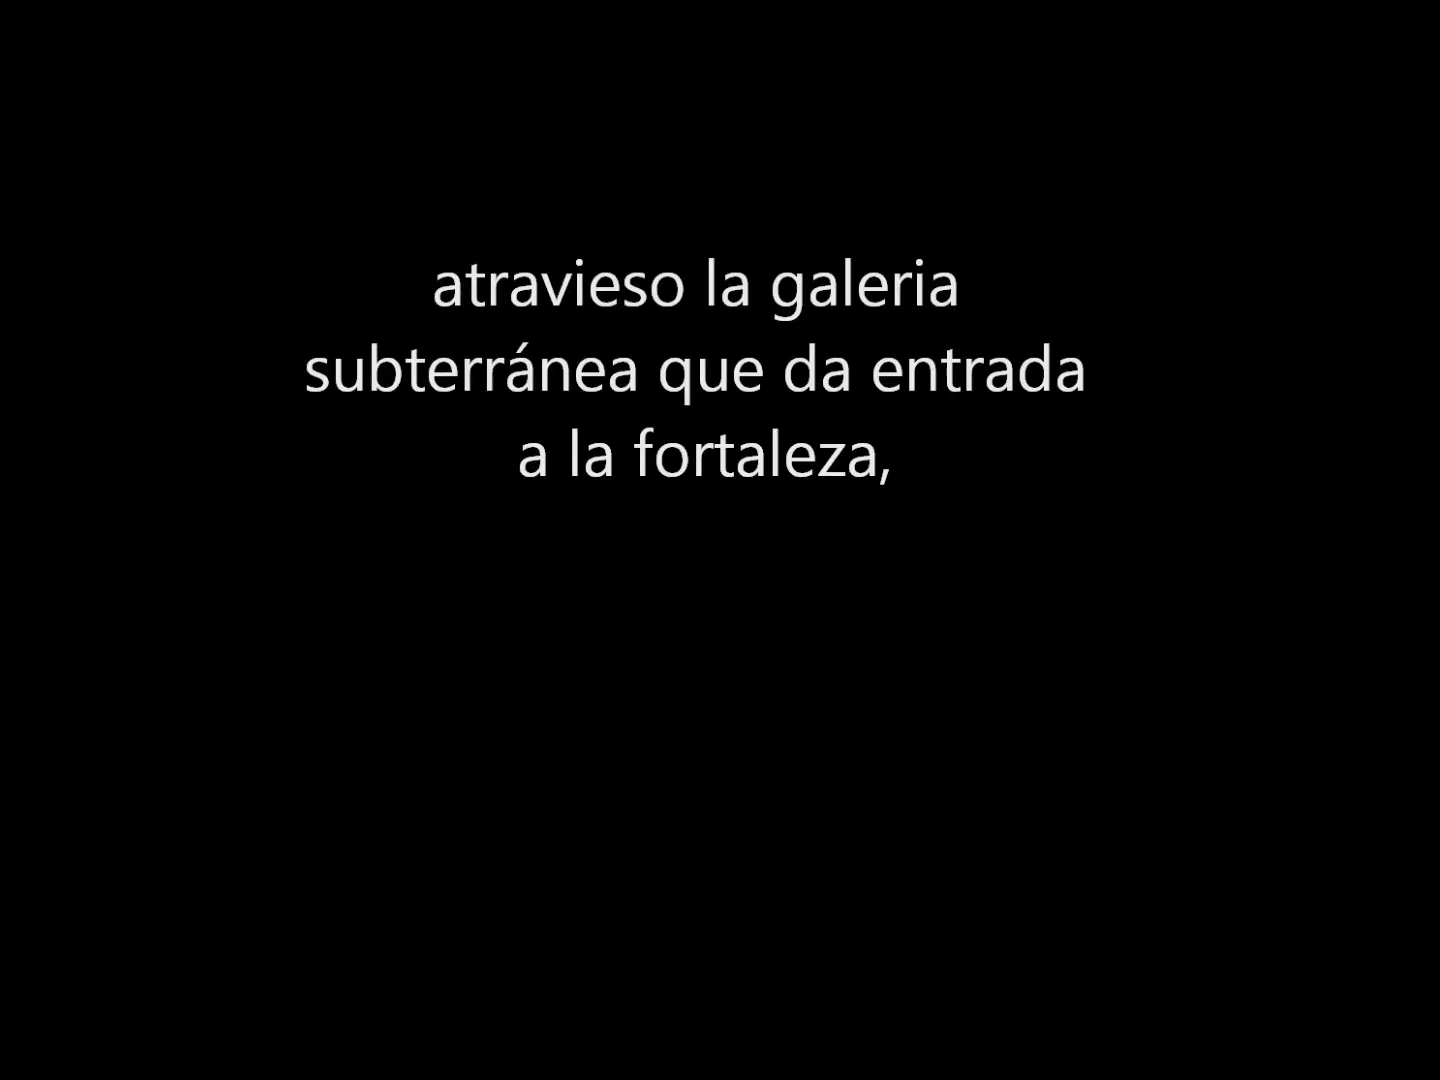 atravieso la galeria
subterránea que da entrada
a la fortaleza,